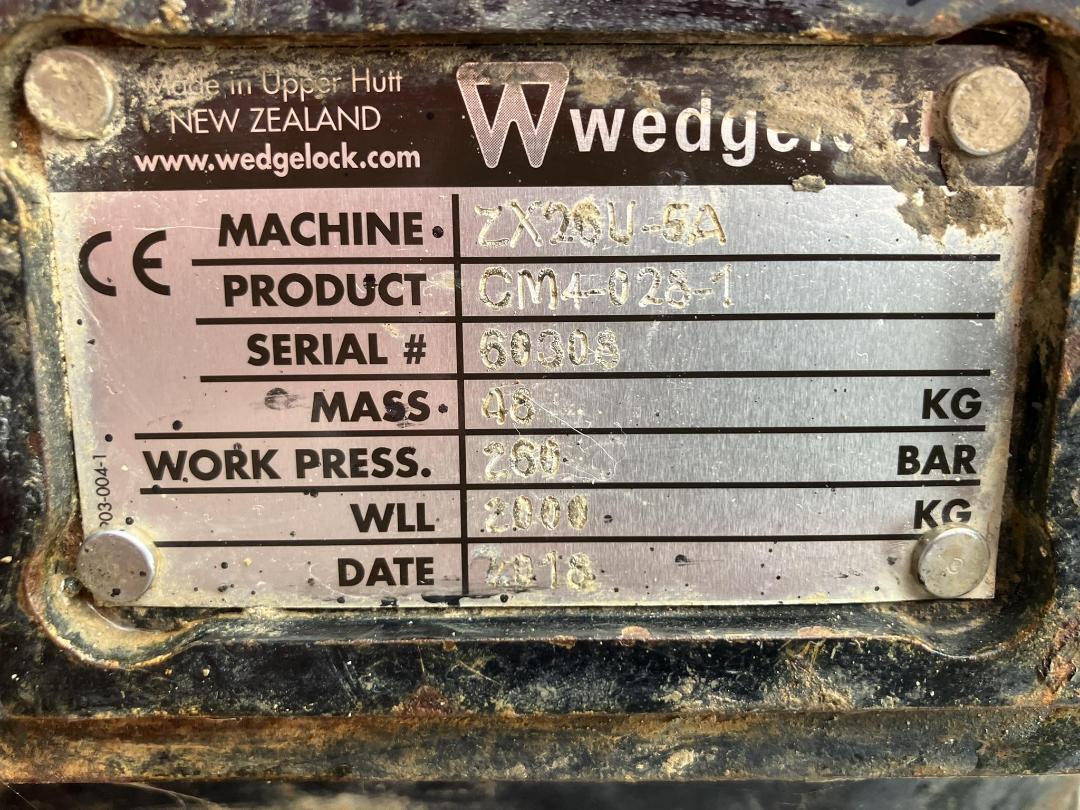 Made in Upper Hutt
NEW ZEALAND
www.wedgelock.com
wedgelock
CE
MACHINE ZX26U-5A
PRODUCT CM4-028-1
SERIAL # 60308
MASS 48 KG
WORK PRESS. 260 BAR
WLL 2000 KG
DATE 2018